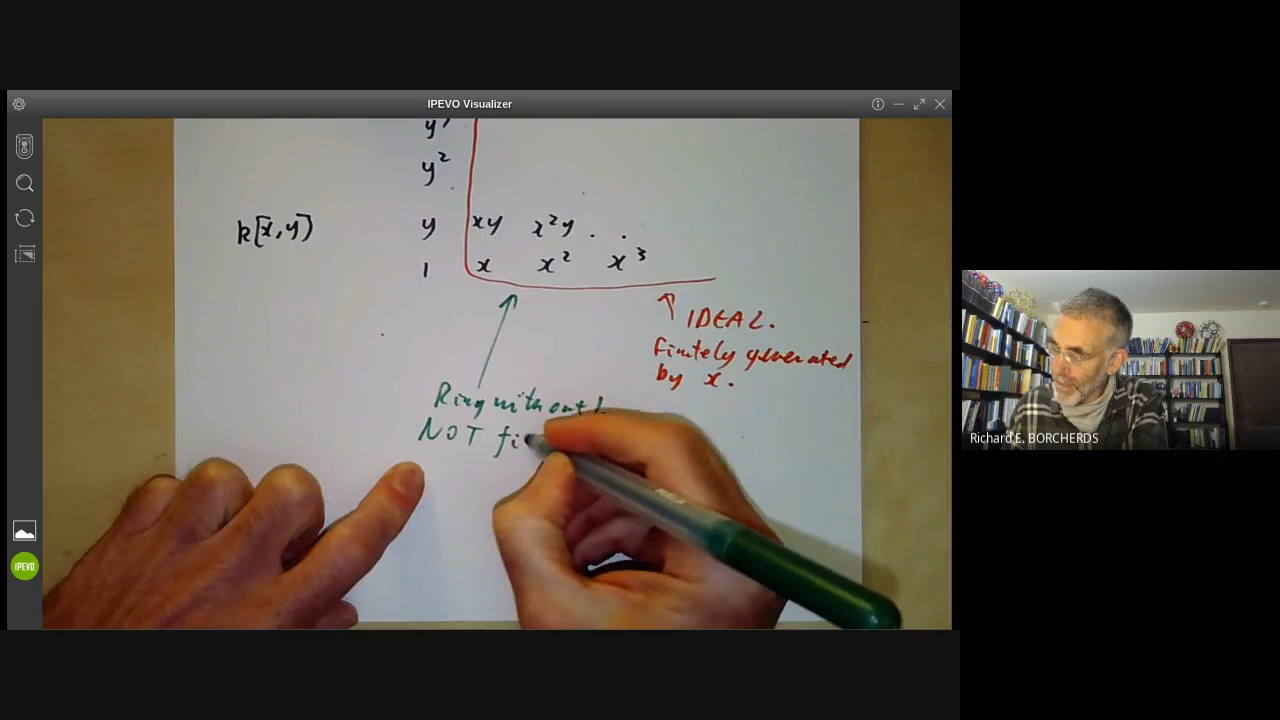 IPEVO Visualizer
y²
k[x,y]
y xy x²y . .
1 x x² x³
IDEAL.
finitely generated
by x.
Ring without 1
NOT fi
Richard E. BORCHERDS
IPEVO